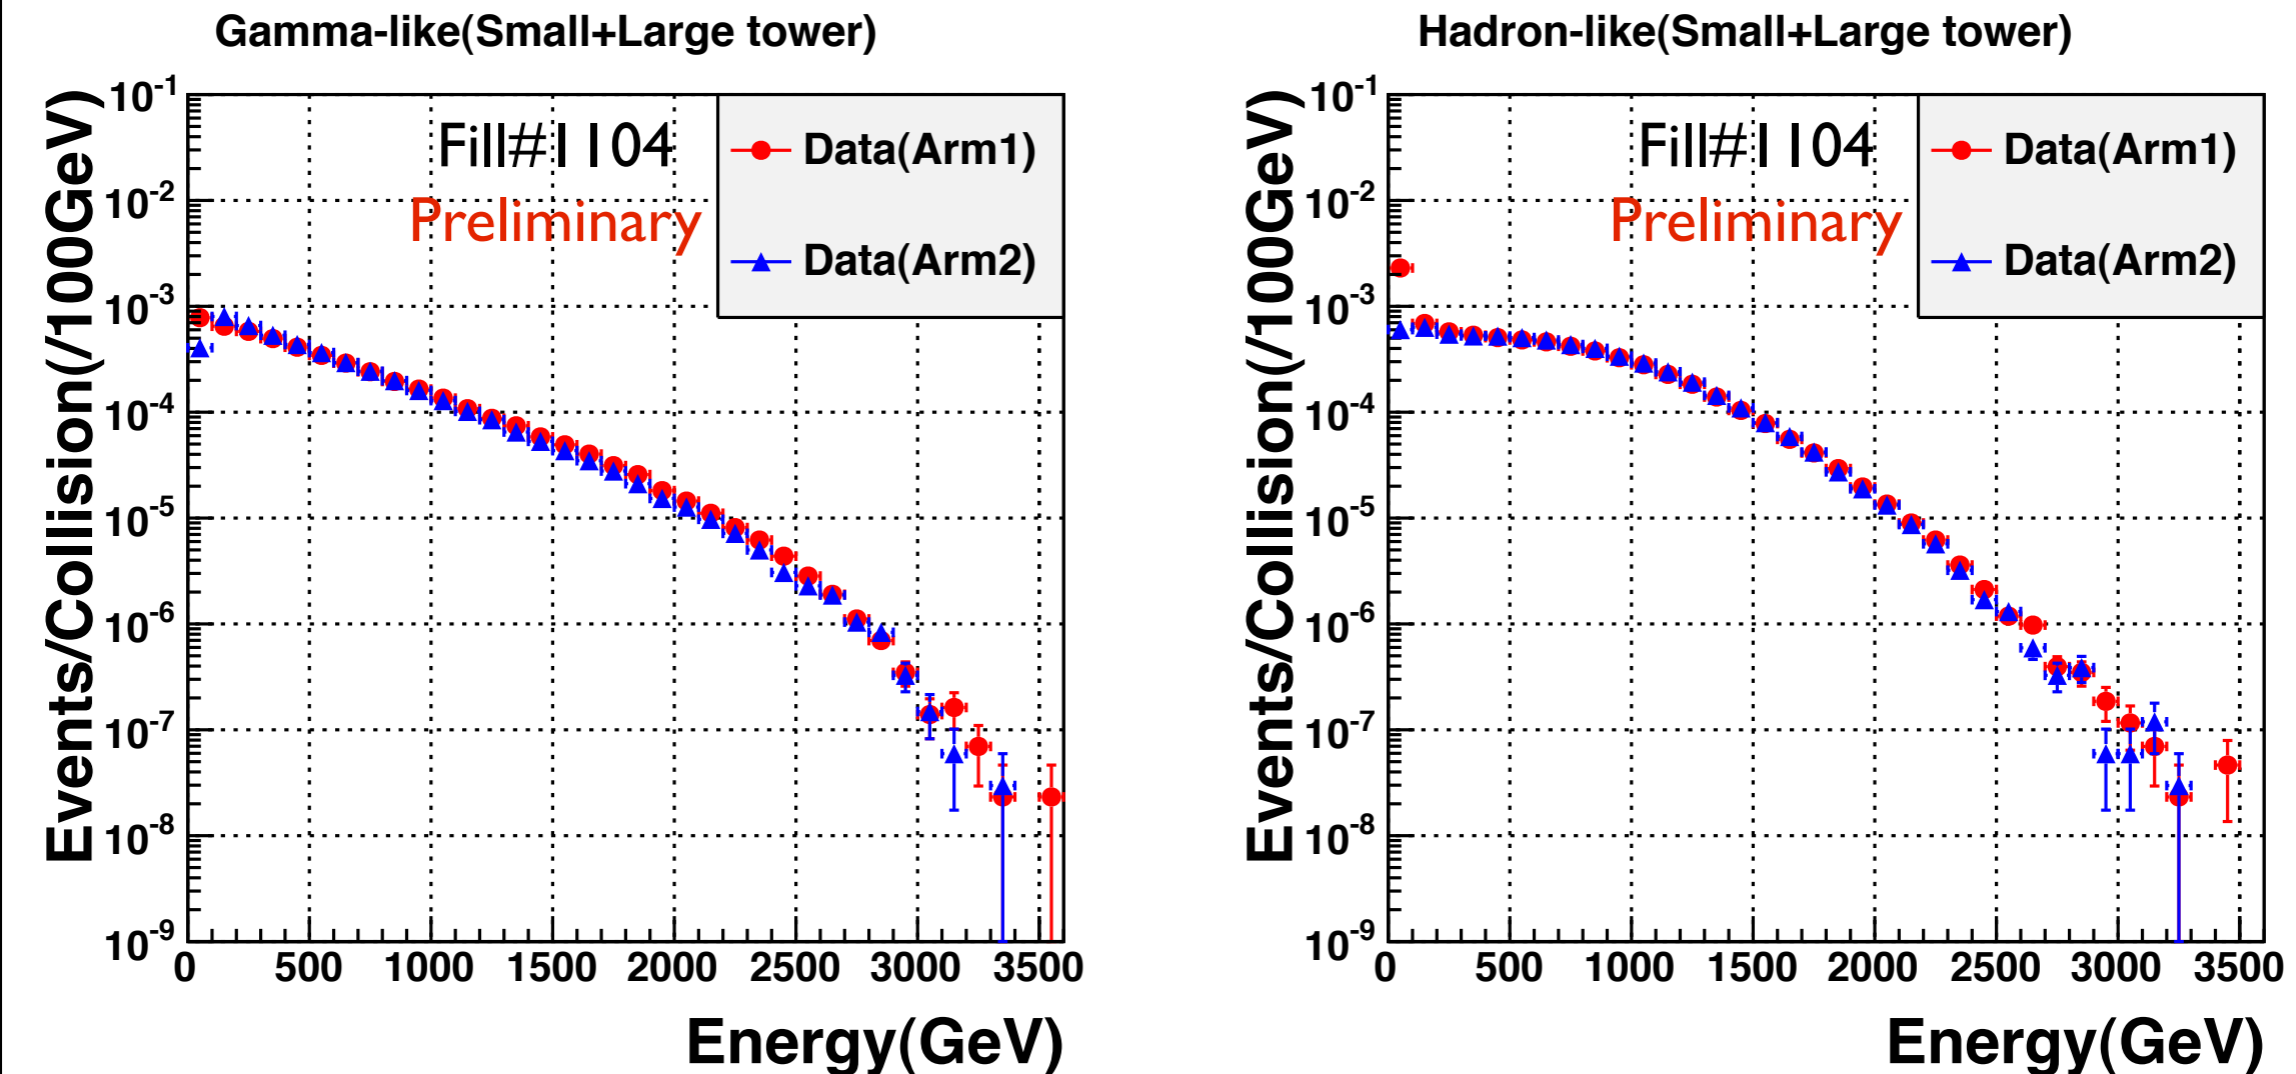 Gamma-like(Small+Large tower)
Events/Collision(/100GeV)
10-1
10-2
10-3
10-4
10-5
10-6
10-7
10-8
10-9
Fill#1104
Preliminary
Data(Arm1)
Data(Arm2)
0 500 1000 1500 2000 2500 3000 3500
Energy(GeV)
Hadron-like(Small+Large tower)
Events/Collision(/100GeV)
10-1
10-2
10-3
10-4
10-5
10-6
10-7
10-8
10-9
Fill#1104
Preliminary
Data(Arm1)
Data(Arm2)
0 500 1000 1500 2000 2500 3000 3500
Energy(GeV)